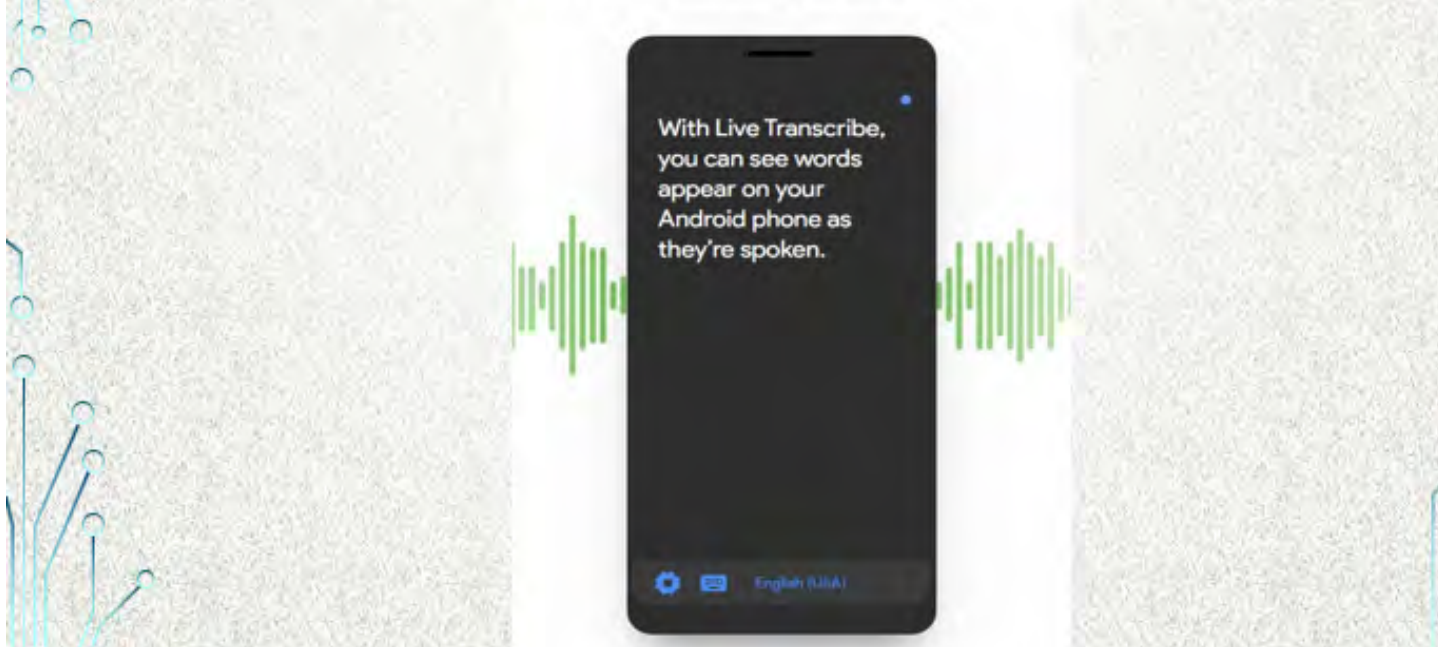 With Live Transcribe,
you can see words
appear on your
Android phone as
they're spoken.
English (USA)